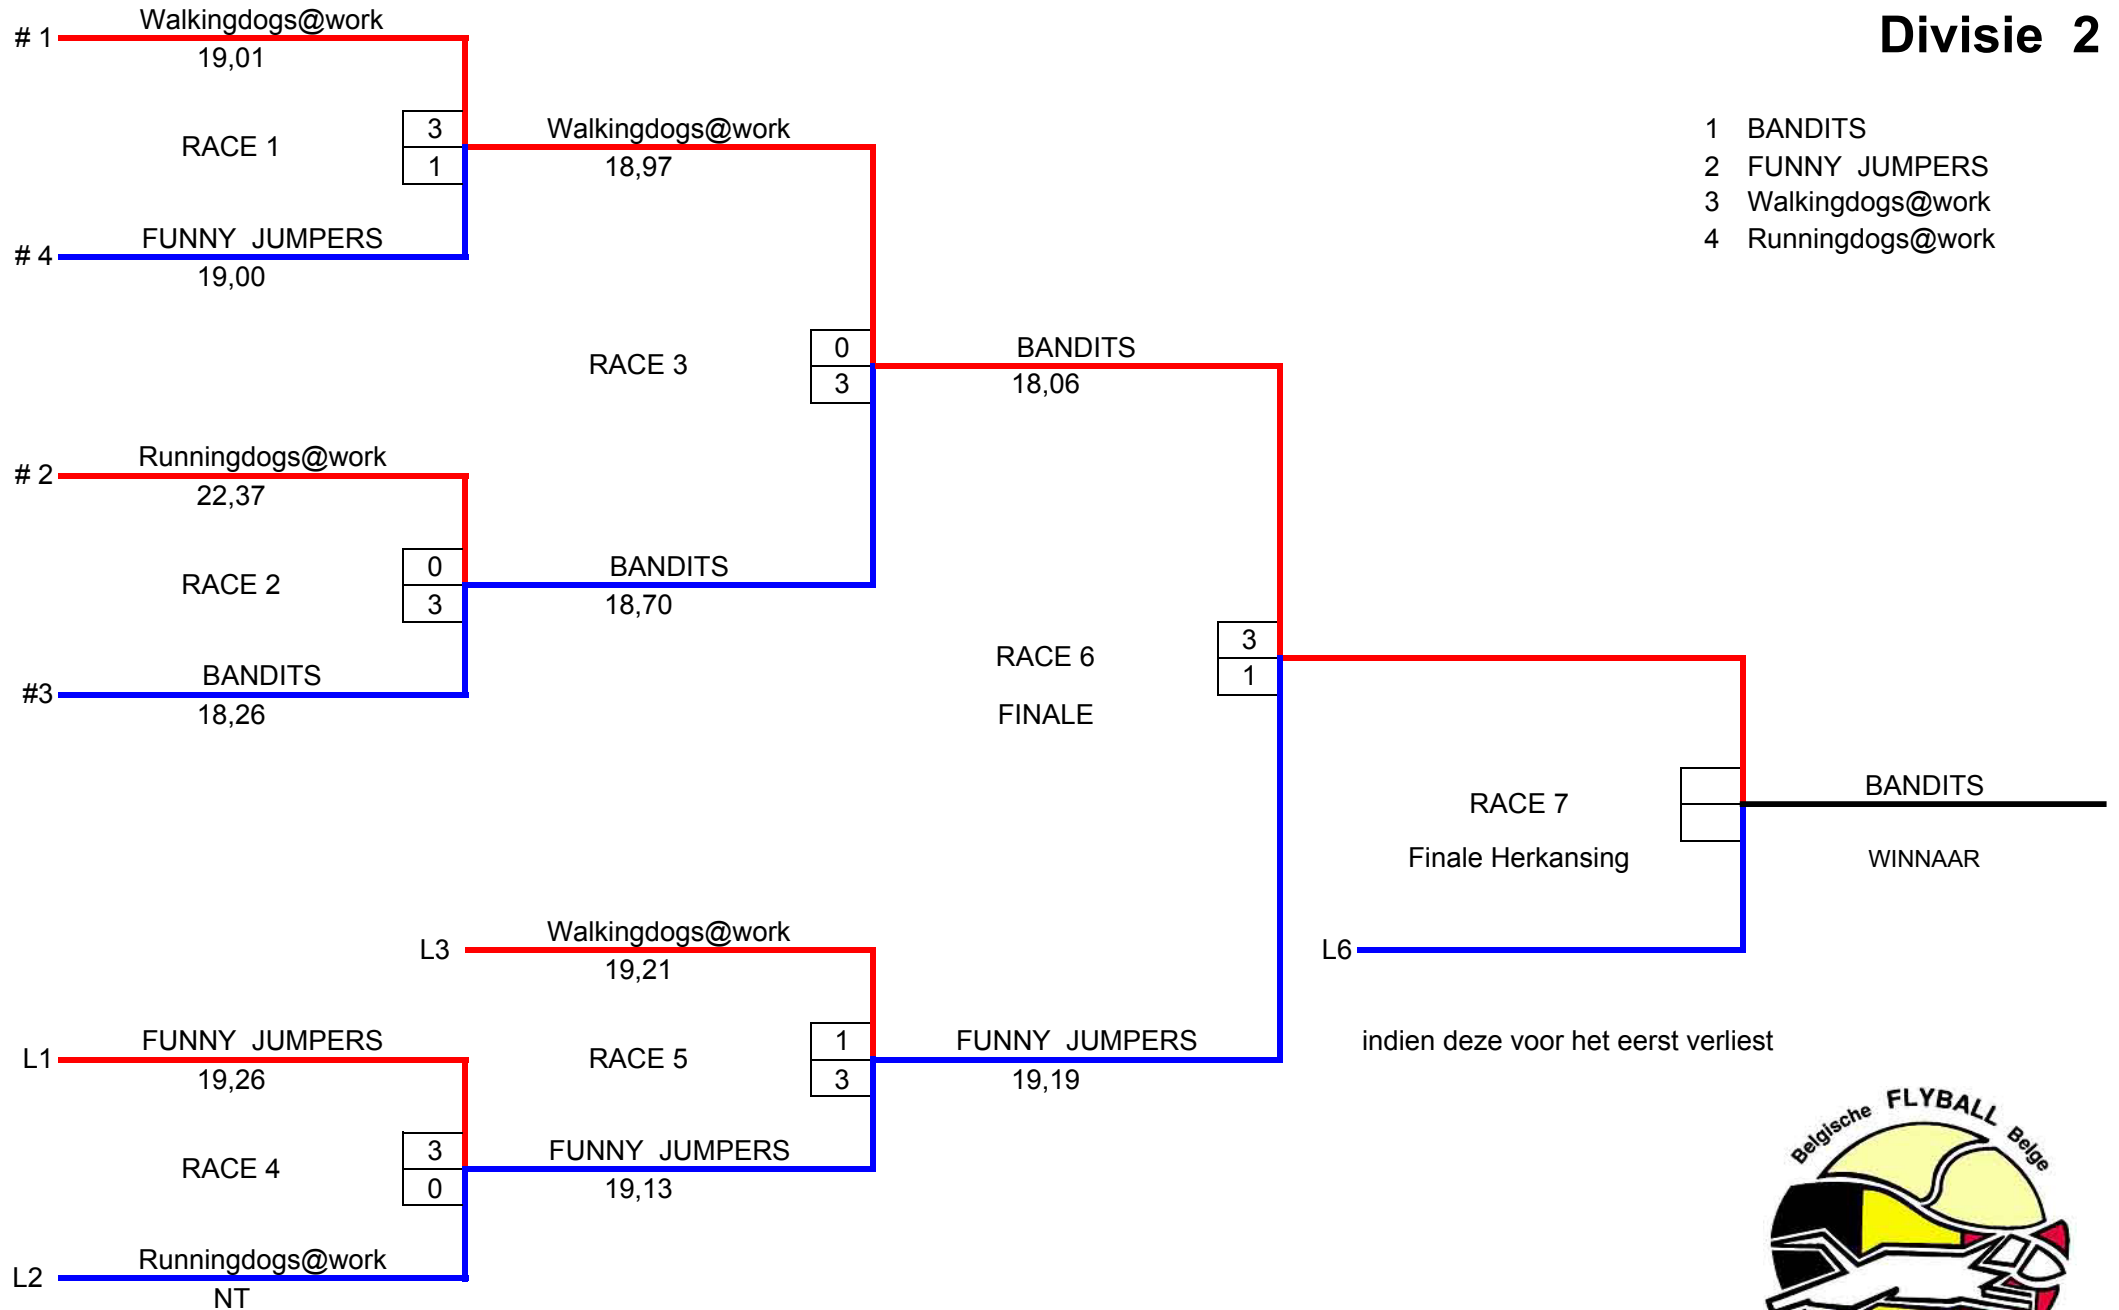 Divisie 2
1 BANDITS
2 FUNNY JUMPERS
3 Walkingdogs@work
4 Runningdogs@work
# 1
Walkingdogs@work
19,01
RACE 1
3
1
# 4
FUNNY JUMPERS
19,00
Walkingdogs@work
18,97
RACE 3
0
3
BANDITS
18,06
# 2
Runningdogs@work
22,37
RACE 2
0
3
#3
BANDITS
18,26
BANDITS
18,70
RACE 6
FINALE
3
1
RACE 7
Finale Herkansing
BANDITS
WINNAAR
L6
indien deze voor het eerst verliest
L3
Walkingdogs@work
19,21
RACE 5
1
3
FUNNY JUMPERS
19,19
L1
FUNNY JUMPERS
19,26
RACE 4
3
0
FUNNY JUMPERS
19,13
L2
Runningdogs@work
NT
Belgische FLYBALL Belge